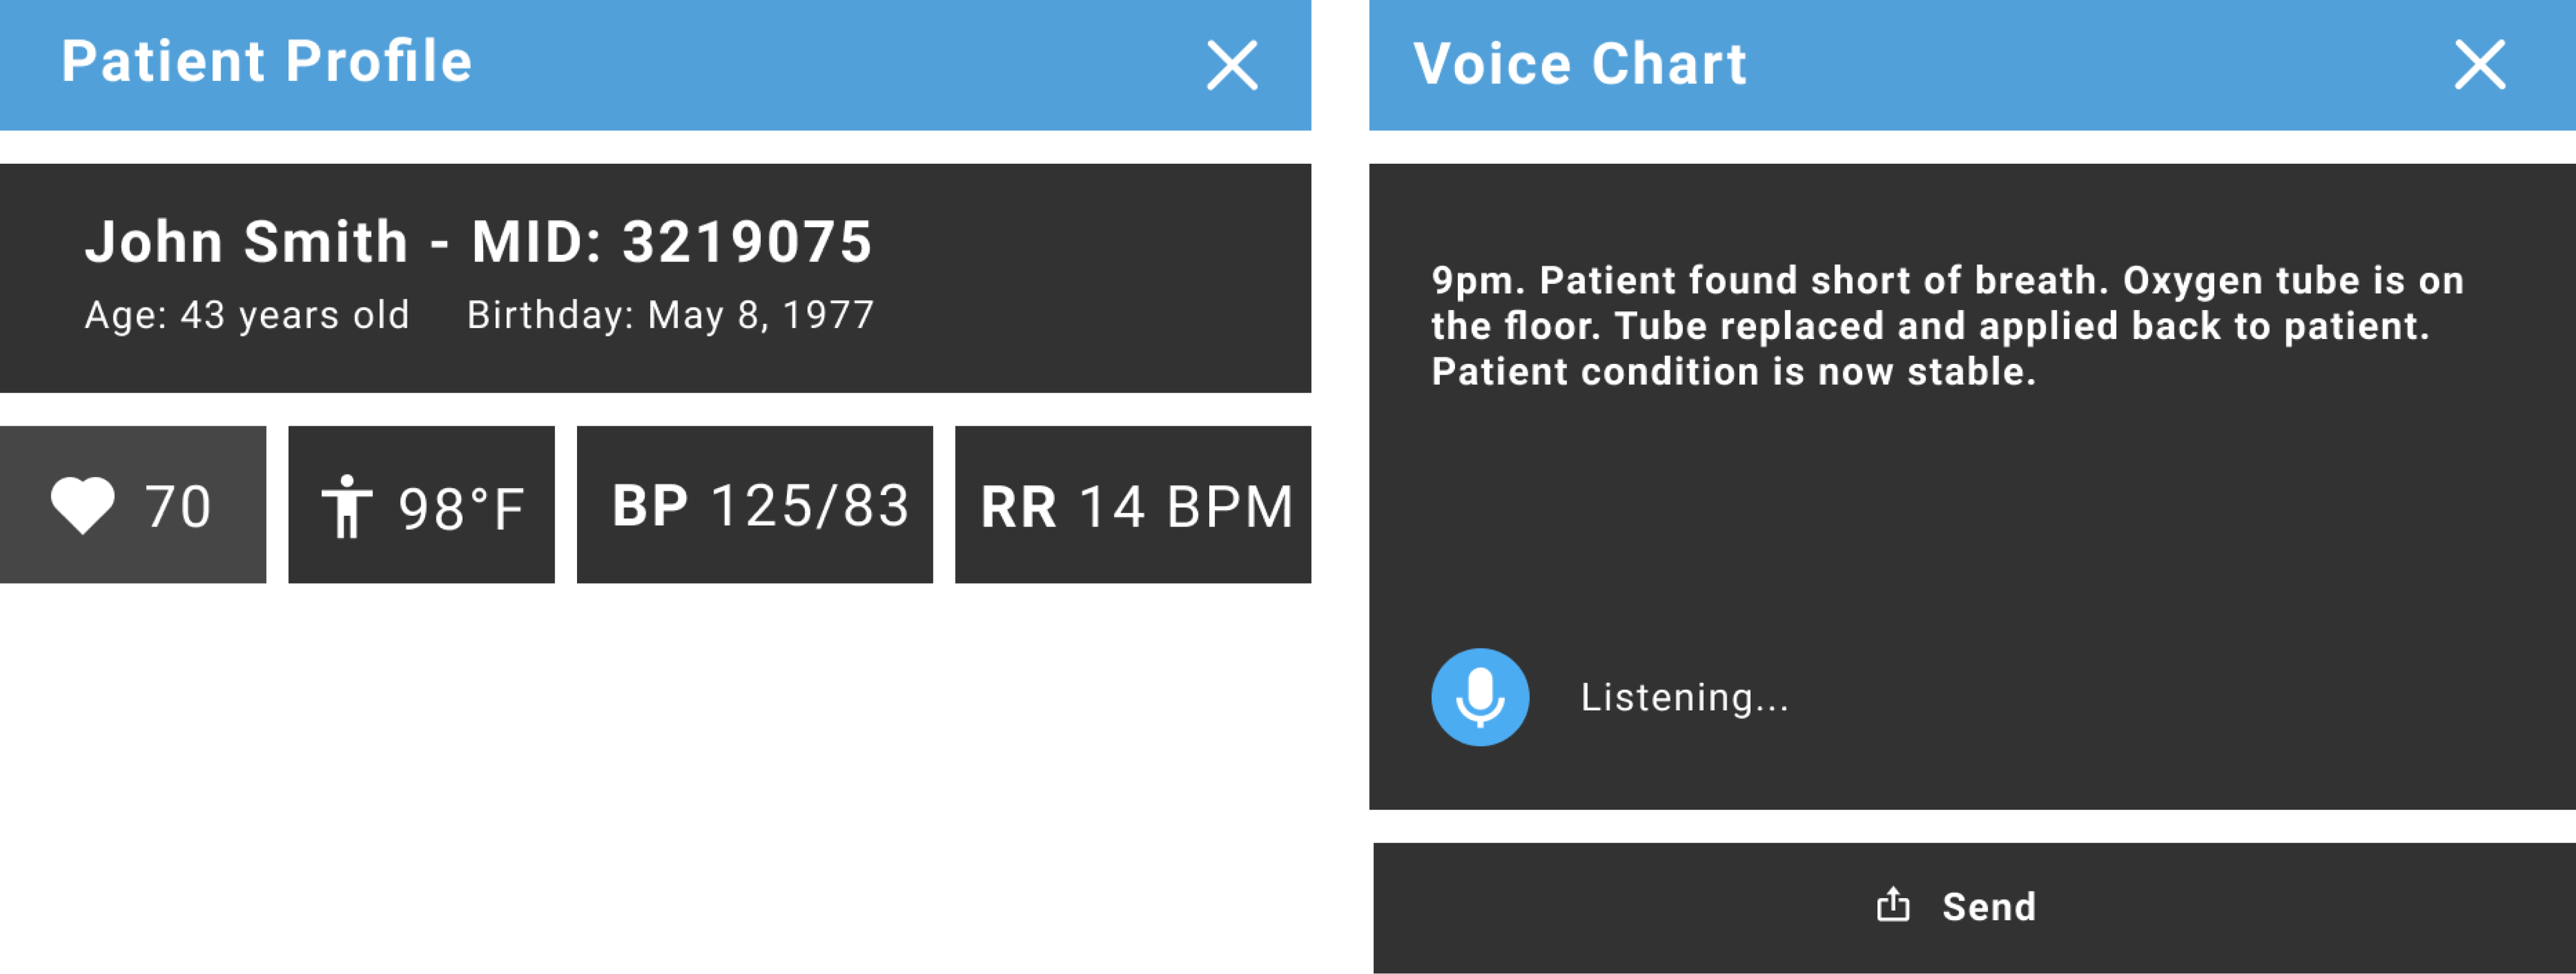 Patient Profile
John Smith - MID: 3219075
Age: 43 years old Birthday: May 8, 1977
70
98°F
BP 125/83
RR 14 BPM
Voice Chart
9pm. Patient found short of breath. Oxygen tube is on
the floor. Tube replaced and applied back to patient.
Patient condition is now stable.
Listening...
Send